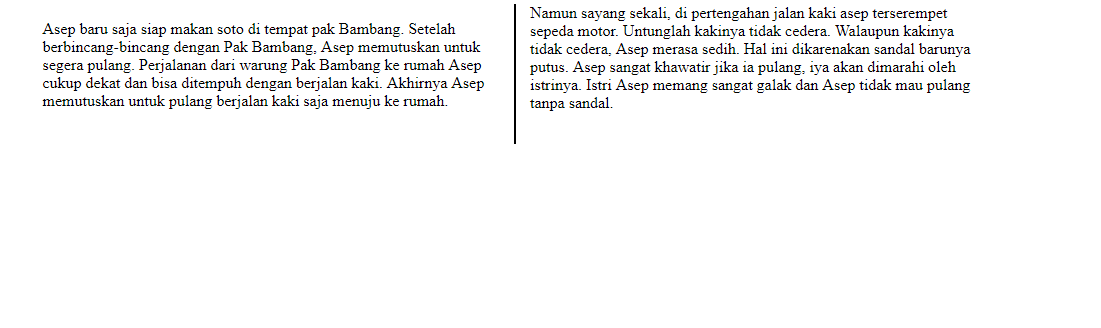 Asep baru saja siap makan soto di tempat pak Bambang. Setelah
berbincang-bincang dengan Pak Bambang, Asep memutuskan untuk
segera pulang. Perjalanan dari warung Pak Bambang ke rumah Asep
cukup dekat dan bisa ditempuh dengan berjalan kaki. Akhirnya Asep
memutuskan untuk pulang berjalan kaki saja menuju ke rumah.
Namun sayang sekali, di pertengahan jalan kaki asep terserempet
sepeda motor. Untunglah kakinya tidak cedera. Walaupun kakinya
tidak cedera, Asep merasa sedih. Hal ini dikarenakan sandal barunya
putus. Asep sangat khawatir jika ia pulang, iya akan dimarahi oleh
istrinya. Istri Asep memang sangat galak dan Asep tidak mau pulang
tanpa sandal.